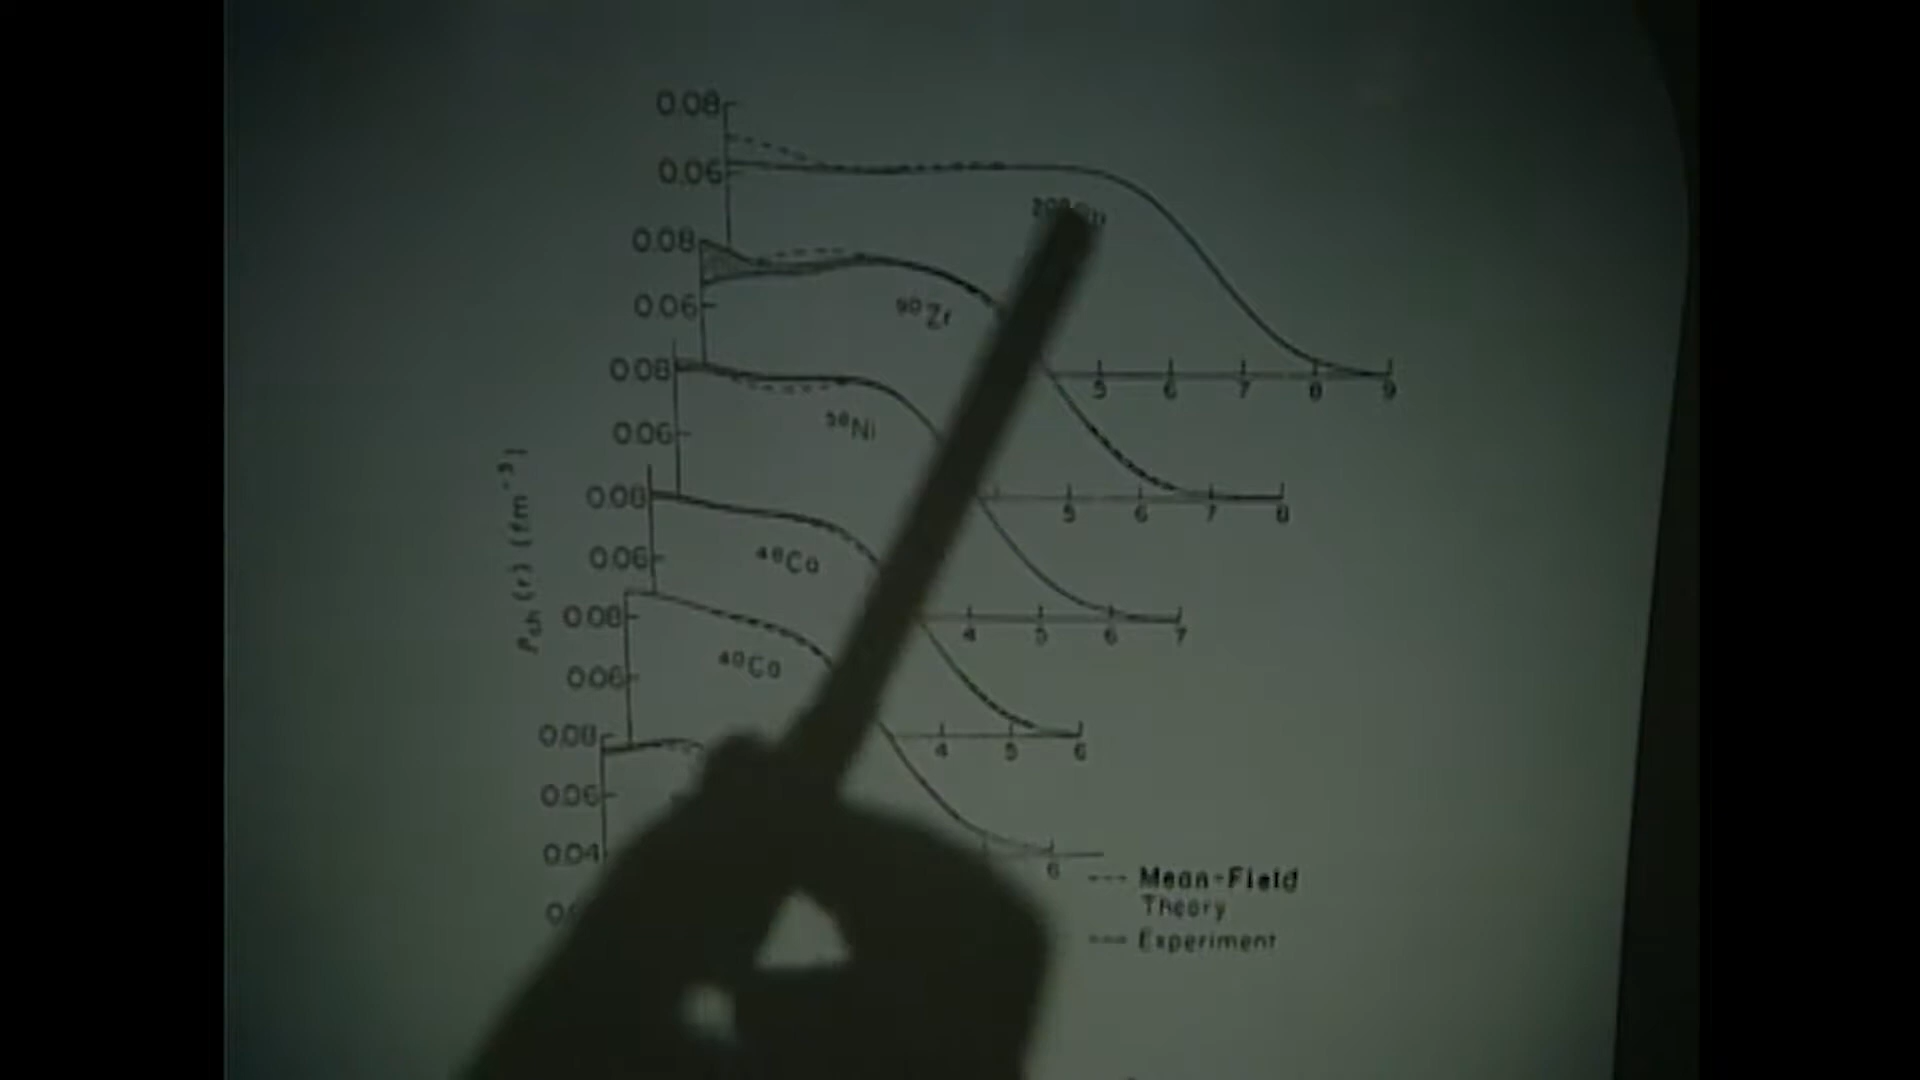 0.08
0.06
0.08
0.06
90Zr
5 6 7 8 9
0.08
58Ni
0.06
5 6 7 8
0.08
48Ca
0.06
4 5 6 7
0.08
40Ca
0.06
4 5 6
0.08
0.06
0.04
6
ρch (r) (fm⁻³)
Mean-Field
Theory
Experiment